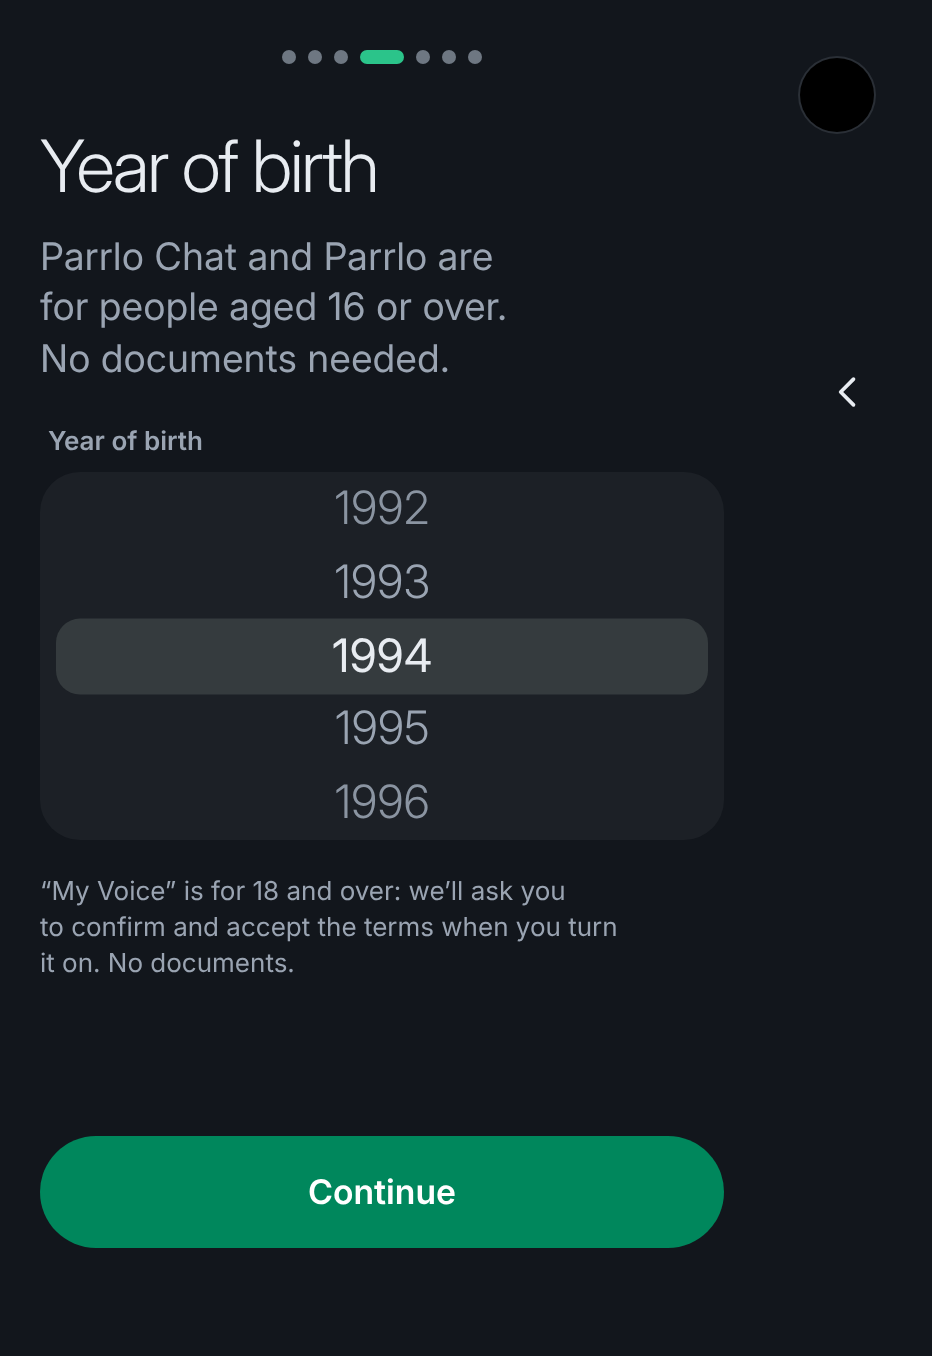 Year of birth
Parrlo Chat and Parrlo are
for people aged 16 or over.
No documents needed.
Year of birth
1992
1993
1994
1995
1996
“My Voice” is for 18 and over: we’ll ask you
to confirm and accept the terms when you turn
it on. No documents.
Continue